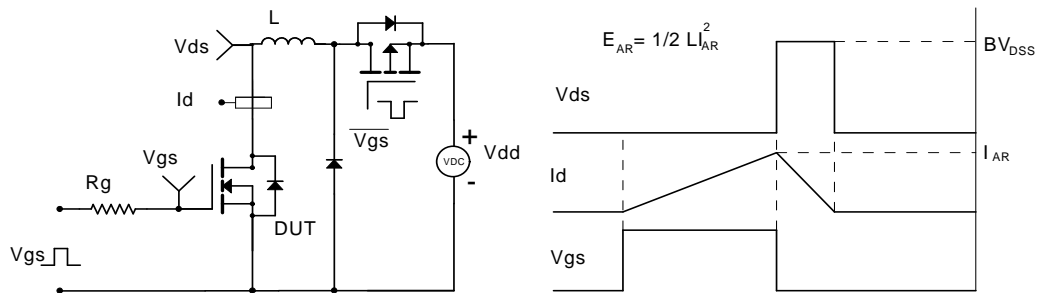 L
Vds
Id
Vgs
Rg
DUT
Vgs
Vgs
+
VDC
-
Vdd
E_AR= 1/2 LI_AR^2
BV_DSS
Vds
I_AR
Id
Vgs